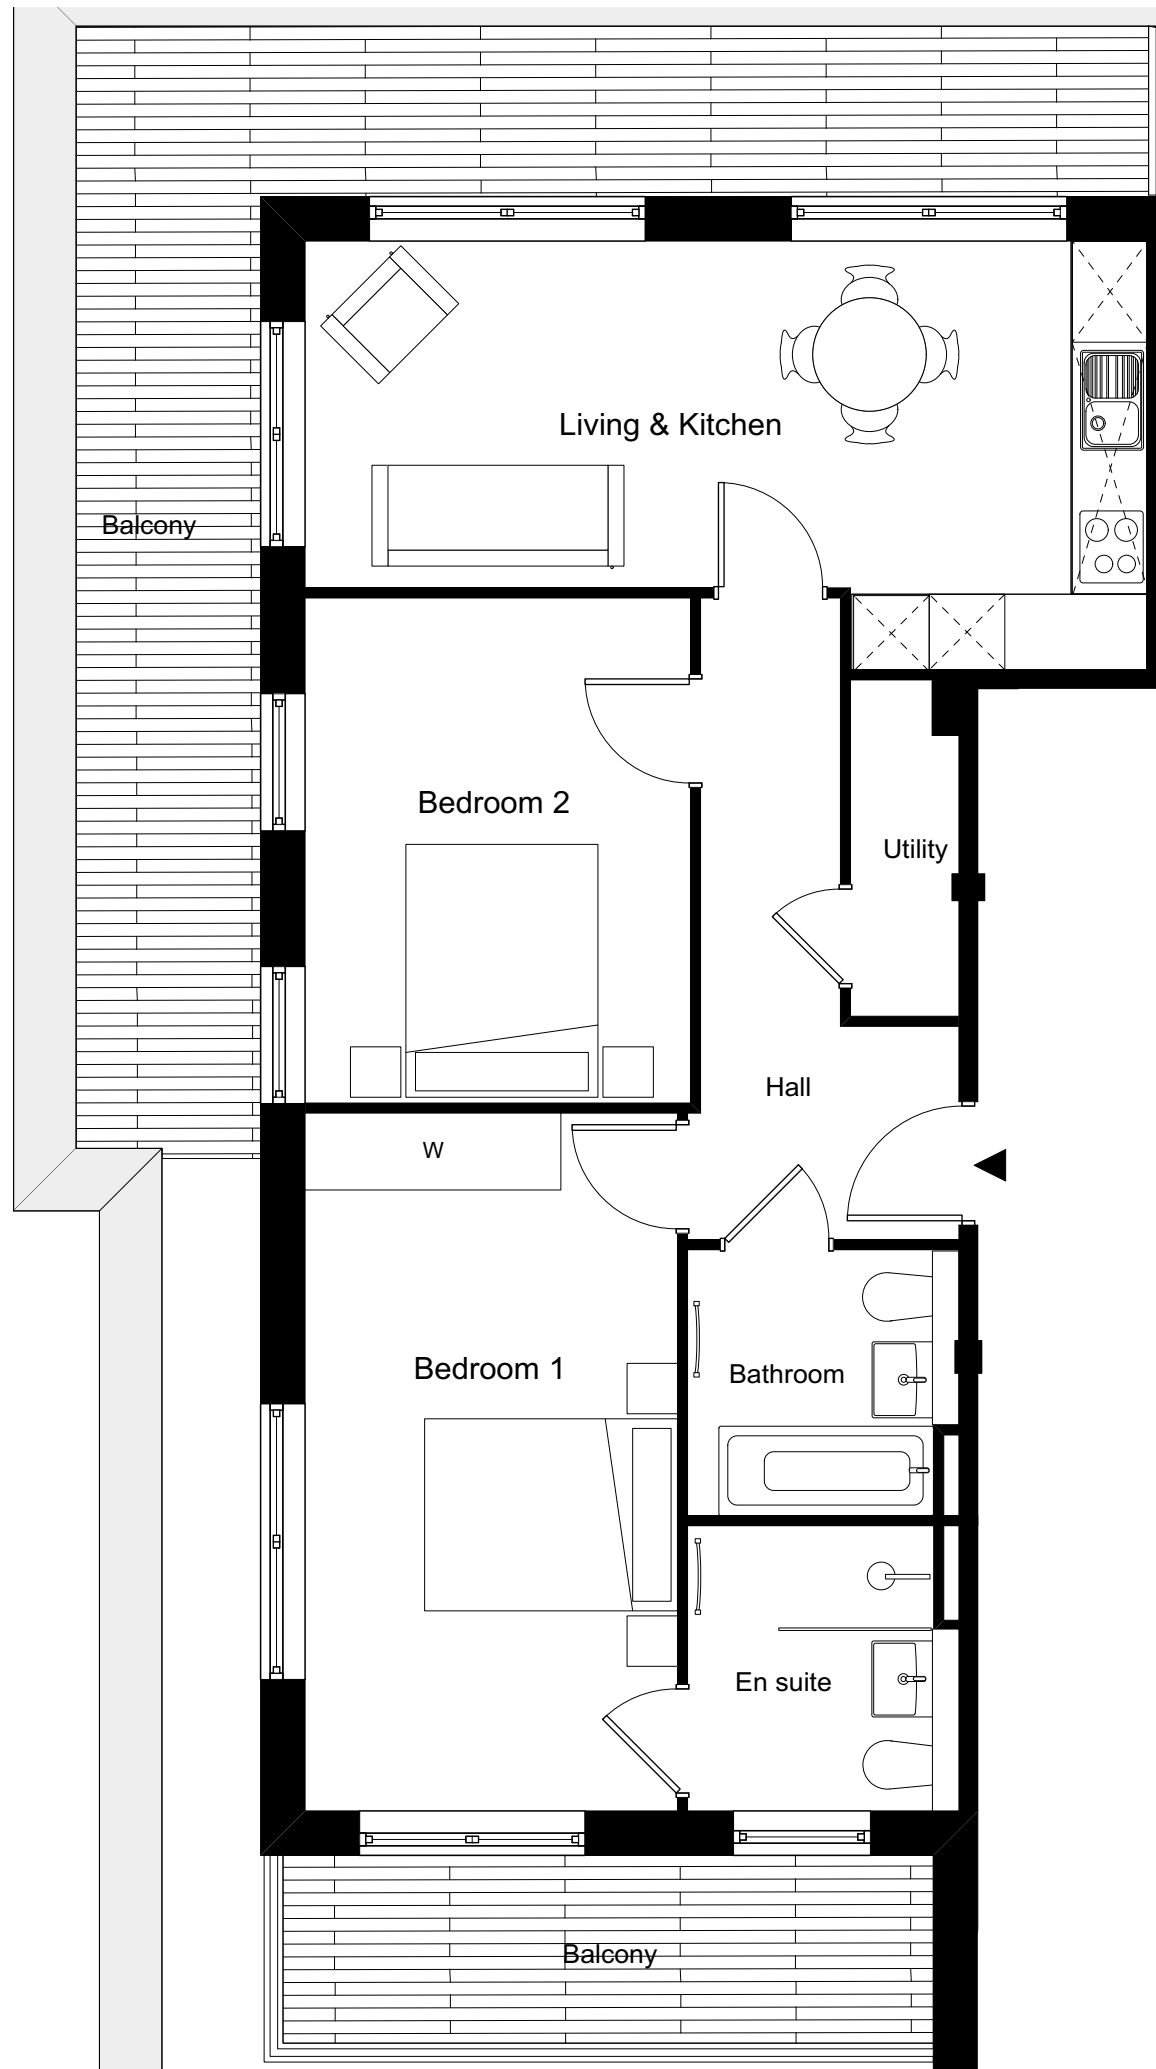 Living & Kitchen
Balcony
Bedroom 2
Utility
Hall
W
Bedroom 1
Bathroom
En suite
Balcony